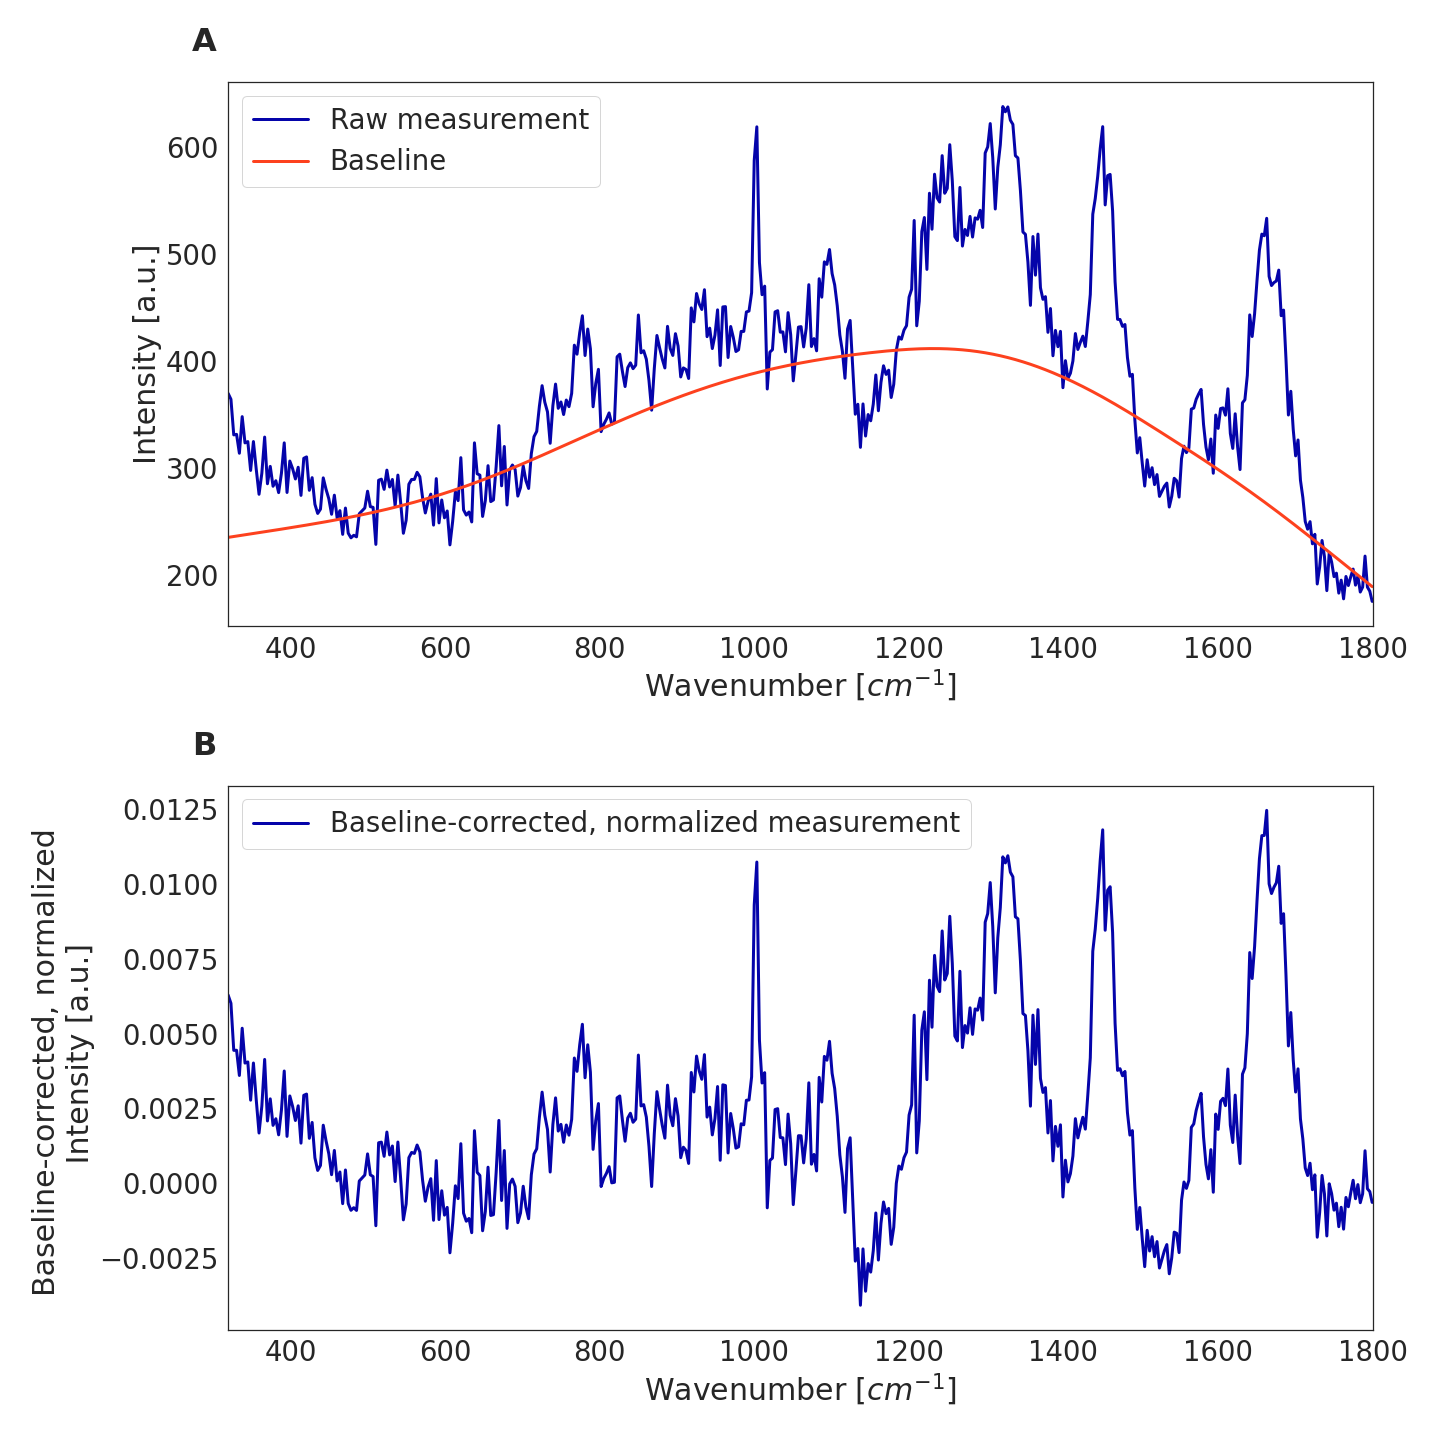 A
Raw measurement
Baseline
600
500
400
300
200
Intensity [a.u.]
400 600 800 1000 1200 1400 1600 1800
Wavenumber [cm⁻¹]
B
Baseline-corrected, normalized measurement
0.0125
0.0100
0.0075
0.0050
0.0025
0.0000
−0.0025
Baseline-corrected, normalized
Intensity [a.u.]
400 600 800 1000 1200 1400 1600 1800
Wavenumber [cm⁻¹]